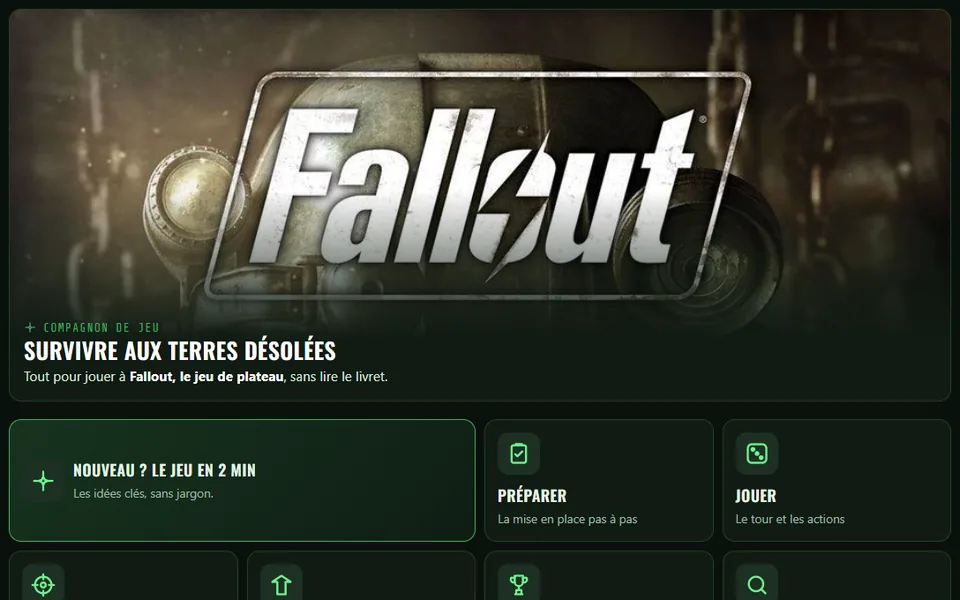 Fallout®
COMPAGNON DE JEU
SURVIVRE AUX TERRES DÉSOLÉES
Tout pour jouer à Fallout, le jeu de plateau, sans lire le livret.
NOUVEAU ? LE JEU EN 2 MIN
Les idées clés, sans jargon.
PRÉPARER
La mise en place pas à pas
JOUER
Le tour et les actions